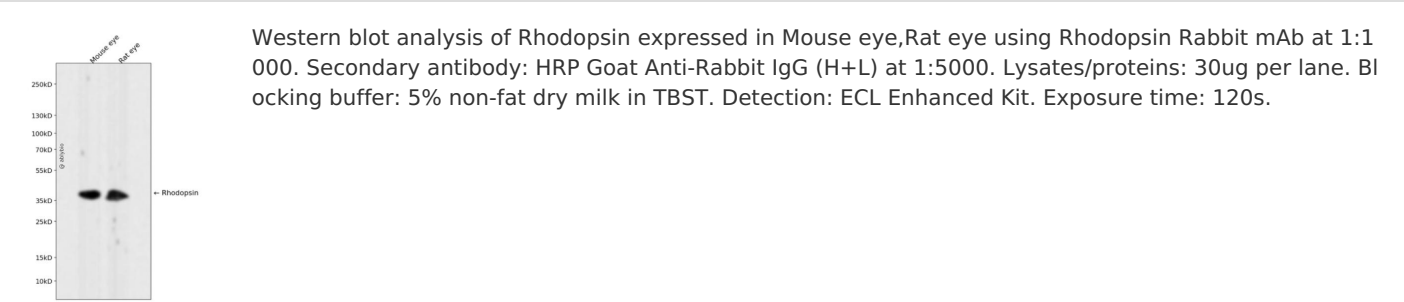 Western blot analysis of Rhodopsin expressed in Mouse eye,Rat eye using Rhodopsin Rabbit mAb at 1:1
000. Secondary antibody: HRP Goat Anti-Rabbit IgG (H+L) at 1:5000. Lysates/proteins: 30ug per lane. Bl
ocking buffer: 5% non-fat dry milk in TBST. Detection: ECL Enhanced Kit. Exposure time: 120s.
Mouse eye
Rat eye
250kD
130kD
100kD
70kD
55kD
35kD
25kD
15kD
10kD
← Rhodopsin